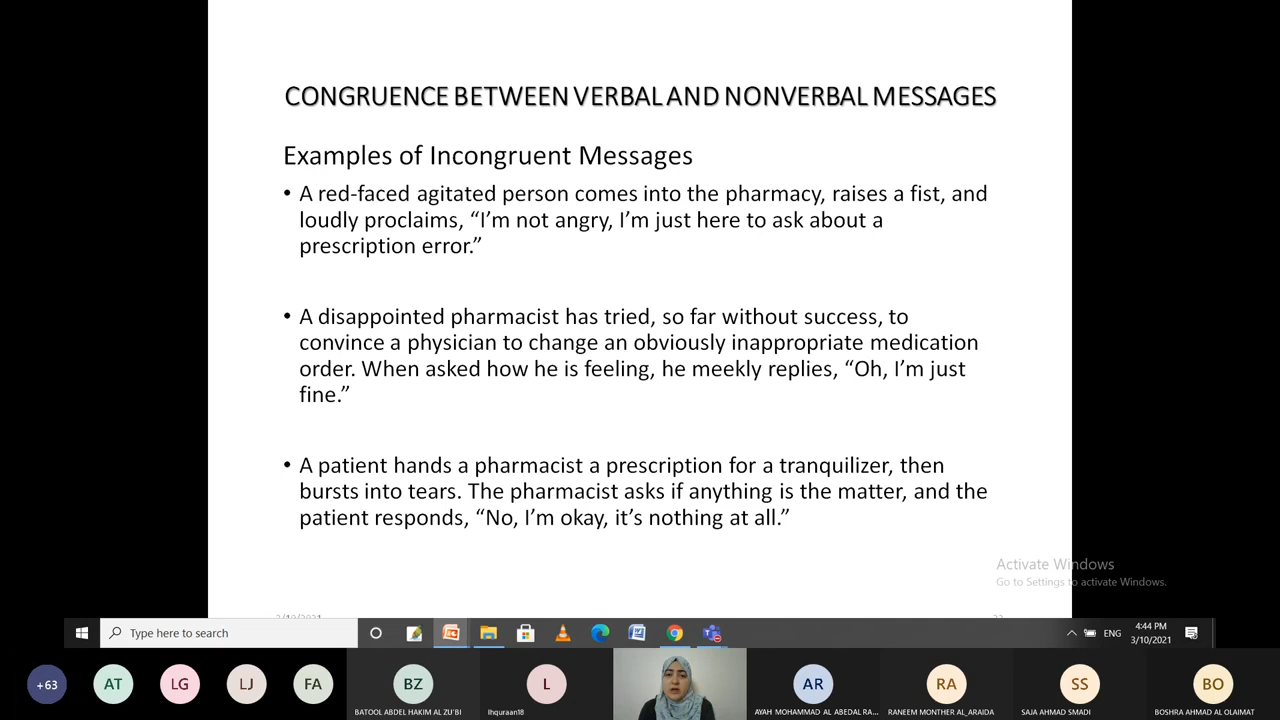 CONGRUENCE BETWEEN VERBAL AND NONVERBAL MESSAGES
Examples of Incongruent Messages
• A red-faced agitated person comes into the pharmacy, raises a fist, and
loudly proclaims, “I’m not angry, I’m just here to ask about a
prescription error.”
• A disappointed pharmacist has tried, so far without success, to
convince a physician to change an obviously inappropriate medication
order. When asked how he is feeling, he meekly replies, “Oh, I’m just
fine.”
• A patient hands a pharmacist a prescription for a tranquilizer, then
bursts into tears. The pharmacist asks if anything is the matter, and the
patient responds, “No, I’m okay, it’s nothing at all.”
Activate Windows
Go to Settings to activate Windows.
Type here to search
ENG
4:44 PM
3/10/2021
+63
AT
LG
LJ
FA
BZ
L
AR
RA
SS
BO
BATOOL ABDEL HAKIM AL ZU'BI
lhquraan18
AYAH MOHAMMAD AL ABEDAL RA...
RANEEM MONTHER AL_ARAIDA
SAJA AHMAD SMADI
BOSHRA AHMAD AL OLAIMAT